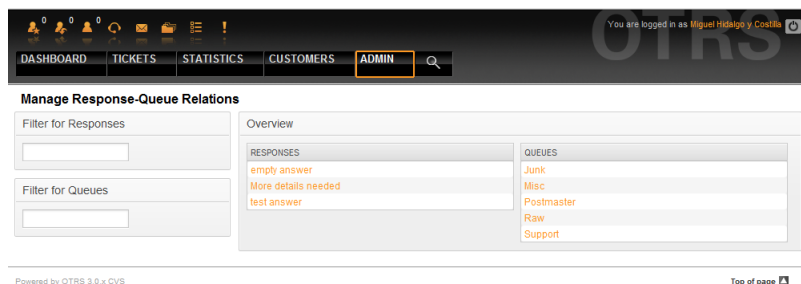 0 0 0
You are logged in as Miguel Hidalgo y Costilla
OTRS
DASHBOARD TICKETS STATISTICS CUSTOMERS ADMIN
Manage Response-Queue Relations
Filter for Responses
Overview
RESPONSES QUEUES
empty answer Junk
More details needed Misc
Filter for Queues
test answer Postmaster
Raw
Support
Powered by OTRS 3.0.x CVS
Top of page